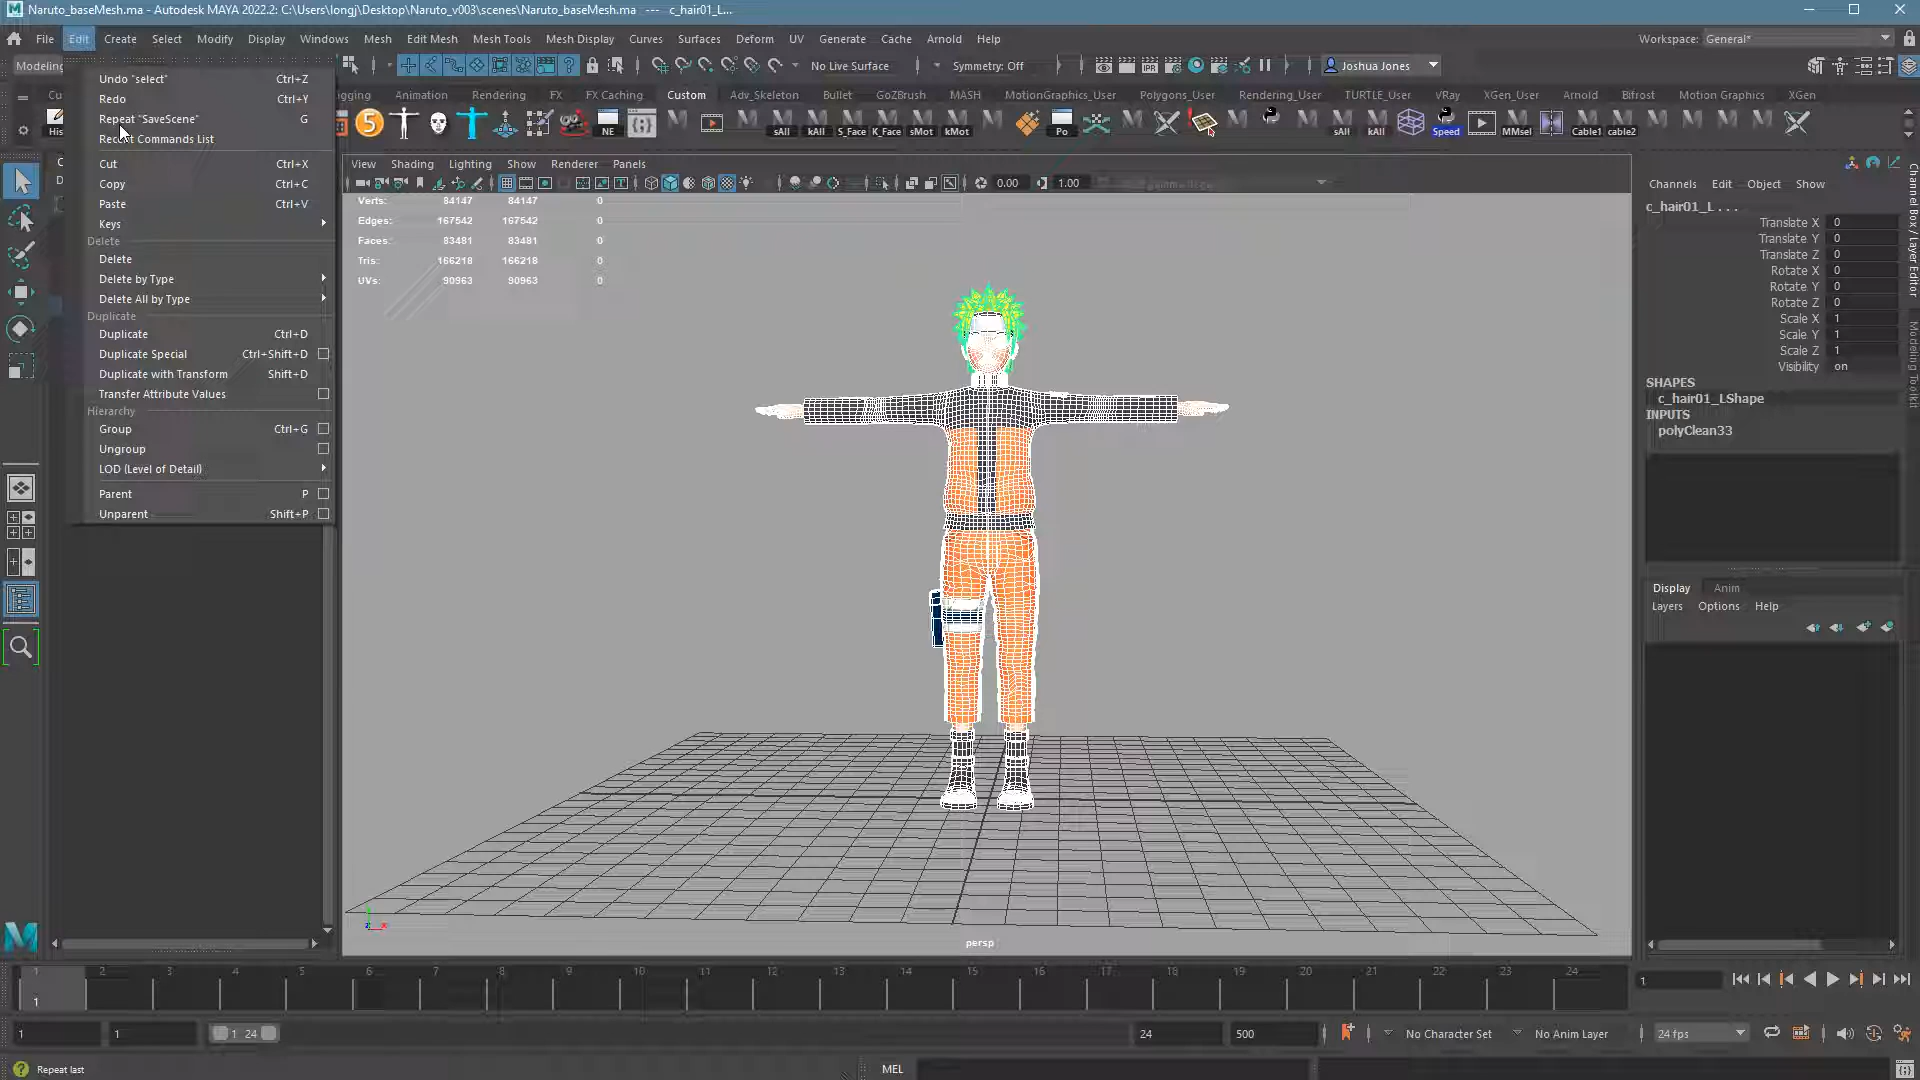 Naruto_baseMesh.ma - Autodesk MAYA 2022.2: C:\Users\longj\Desktop\Naruto_v003\scenes\Naruto_baseMesh.ma --- c_hair01_L...
File Edit Create Select Modify Display Windows Mesh Edit Mesh Mesh Tools Mesh Display Curves Surfaces Deform UV Generate Cache Arnold Help
Workspace: General*
Modeling
No Live Surface
Symmetry: Off
Joshua Jones
Animation Rendering FX FX Caching Custom Adv_Skeleton Bullet GoZBrush MASH MotionGraphics_User Polygons_User Rendering_User TURTLE_User VRay XGen_User Arnold Bifrost Motion Graphics XGen
His
NE sAll kAll S_Face K_Face sMot kMot Po sAll kAll Speed MMsel Cable1 cable2
Undo "select" Ctrl+Z
Redo Ctrl+Y
Repeat "SaveScene" G
Recent Commands List
Cut Ctrl+X
Copy Ctrl+C
Paste Ctrl+V
Keys
Delete
Delete
Delete by Type
Delete All by Type
Duplicate
Duplicate Ctrl+D
Duplicate Special Ctrl+Shift+D
Duplicate with Transform Shift+D
Transfer Attribute Values
Hierarchy
Group Ctrl+G
Ungroup
LOD (Level of Detail)
Parent P
Unparent Shift+P
View Shading Lighting Show Renderer Panels
0.00 1.00
Verts: 84147 84147 0
Edges: 167542 167542 0
Faces: 83481 83481 0
Tris: 166218 166218 0
UVs: 90963 90963 0
persp
Channels Edit Object Show
c_hair01_L . . .
Translate X 0
Translate Y 0
Translate Z 0
Rotate X 0
Rotate Y 0
Rotate Z 0
Scale X 1
Scale Y 1
Scale Z 1
Visibility on
SHAPES
c_hair01_LShape
INPUTS
polyClean33
Channel Box / Layer Editor
Modeling Toolkit
Display Anim
Layers Options Help
1 2 3 4 5 6 7 8 9 10 11 12 13 14 15 16 17 18 19 20 21 22 23 24
1
1
1 1 1 24 24 500
No Character Set
No Anim Layer
24 fps
Repeat last
MEL